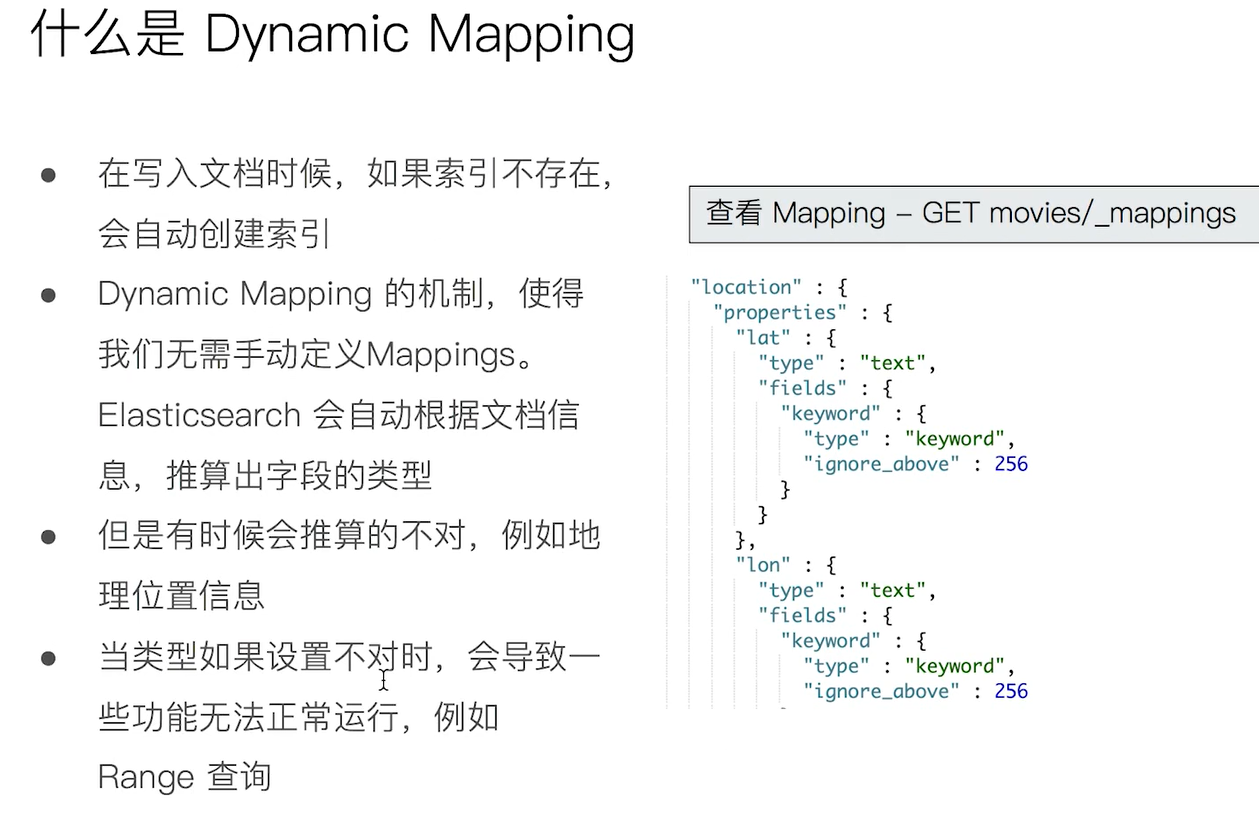 什么是 Dynamic Mapping
● 在写入文档时候，如果索引不存在，
会自动创建索引
● Dynamic Mapping 的机制，使得
我们无需手动定义Mappings。
Elasticsearch 会自动根据文档信
息，推算出字段的类型
● 但是有时候会推算的不对，例如地
理位置信息
● 当类型如果设置不对时，会导致一
些功能无法正常运行，例如
Range 查询
查看 Mapping – GET movies/_mappings
"location" : {
"properties" : {
"lat" : {
"type" : "text",
"fields" : {
"keyword" : {
"type" : "keyword",
"ignore_above" : 256
}
}
},
"lon" : {
"type" : "text",
"fields" : {
"keyword" : {
"type" : "keyword",
"ignore_above" : 256